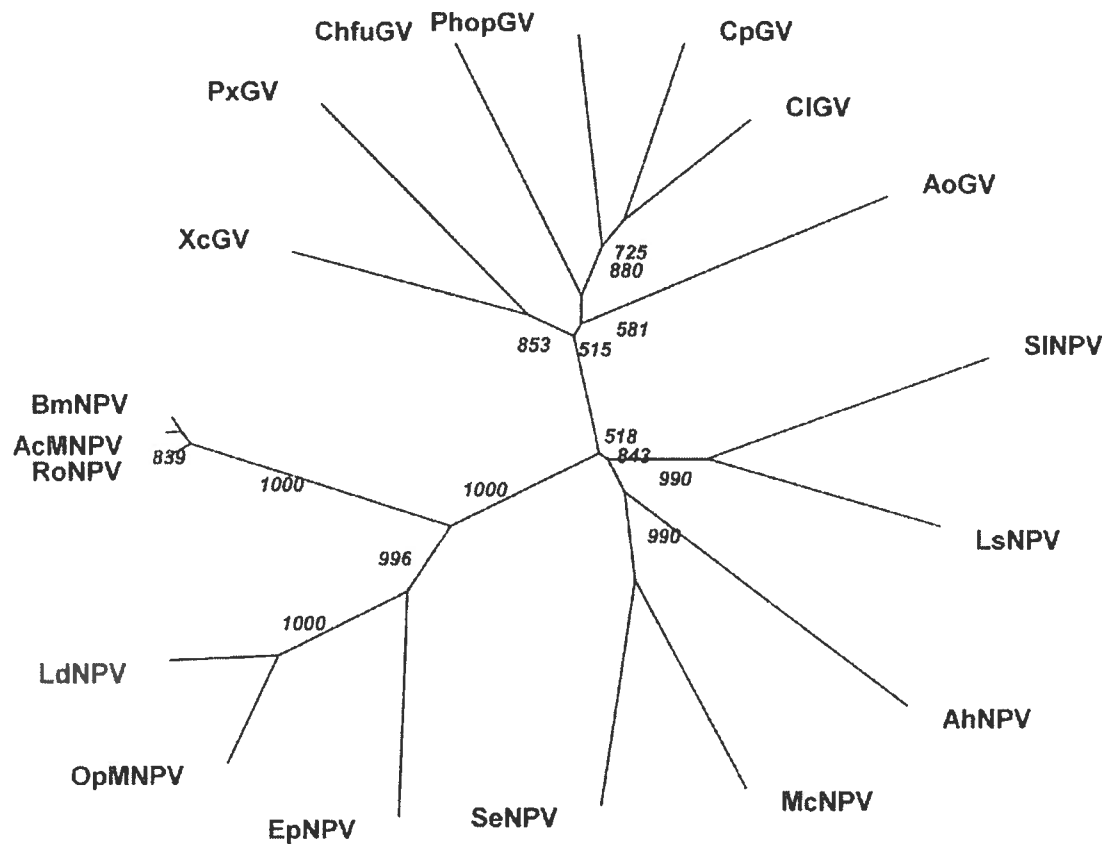 ChfuGV
PhopGV
CpGV
PxGV
ClGV
AoGV
XcGV
725
880
853
515
581
SlNPV
BmNPV
AcMNPV
RoNPV
839
518
843
1000
1000
990
LsNPV
990
996
1000
LdNPV
AhNPV
OpMNPV
EpNPV
SeNPV
McNPV